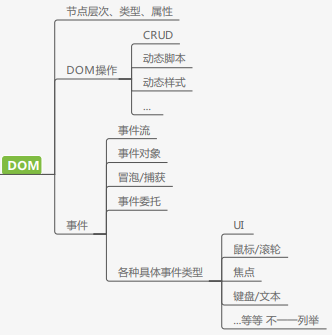 节点层次、类型、属性
CRUD
DOM操作
动态脚本
动态样式
...
DOM
事件流
事件对象
冒泡/捕获
事件委托
事件
UI
鼠标/滚轮
各种具体事件类型
焦点
键盘/文本
...等等 不一一列举